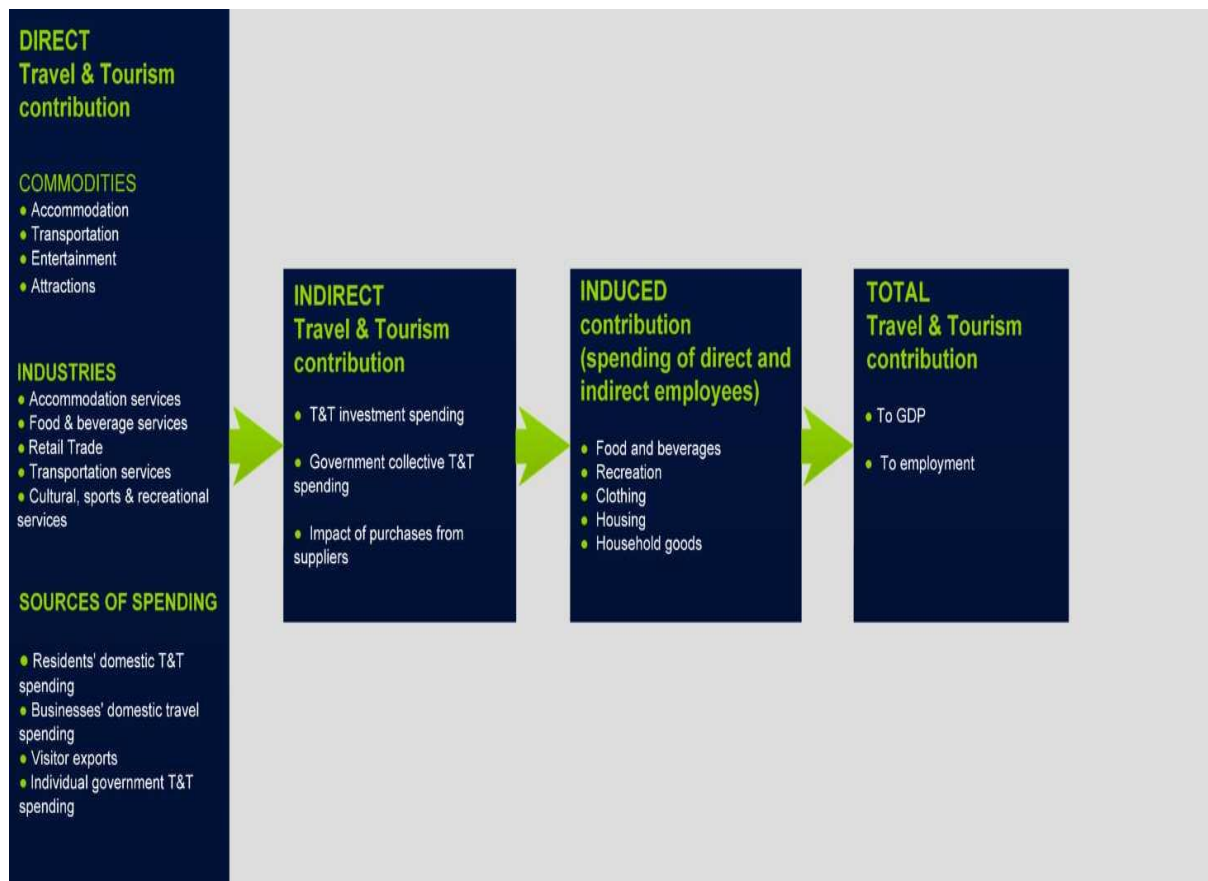 DIRECT
Travel & Tourism
contribution
COMMODITIES
• Accommodation
• Transportation
• Entertainment
• Attractions
INDUSTRIES
• Accommodation services
• Food & beverage services
• Retail Trade
• Transportation services
• Cultural, sports & recreational
services
SOURCES OF SPENDING
• Residents' domestic T&T
spending
• Businesses' domestic travel
spending
• Visitor exports
• Individual government T&T
spending
INDIRECT
Travel & Tourism
contribution
• T&T investment spending
• Government collective T&T
spending
• Impact of purchases from
suppliers
INDUCED
contribution
(spending of direct and
indirect employees)
• Food and beverages
• Recreation
• Clothing
• Housing
• Household goods
TOTAL
Travel & Tourism
contribution
• To GDP
• To employment